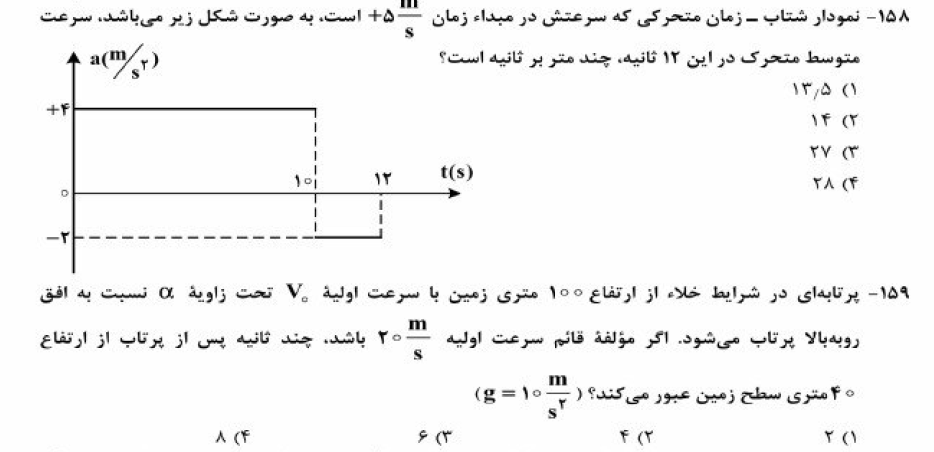 ۱۵۸- نمودار شتاب – زمان متحرکی که سرعتش در مبداء زمان +۵ m/s است، به صورت شکل زیر می‌باشد، سرعت
متوسط متحرک در این ۱۲ ثانیه، چند متر بر ثانیه است؟
۱) ۱۳/۵
۲) ۱۴
۳) ۲۷
۴) ۲۸
a(m/s۲)
+۴
۱۰ ۱۲ t(s)
۰
-۲
۱۵۹- پرتابه‌ای در شرایط خلاء از ارتفاع ۱۰۰ متری زمین با سرعت اولیهٔ V۰ تحت زاویهٔ α نسبت به افق
روبه‌بالا پرتاب می‌شود. اگر مؤلفهٔ قائم سرعت اولیه ۲۰ m/s باشد، چند ثانیه پس از پرتاب از ارتفاع
۴۰ متری سطح زمین عبور می‌کند؟ (g = ۱۰ m/s۲)
۱) ۲ ۲) ۴ ۳) ۶ ۴) ۸